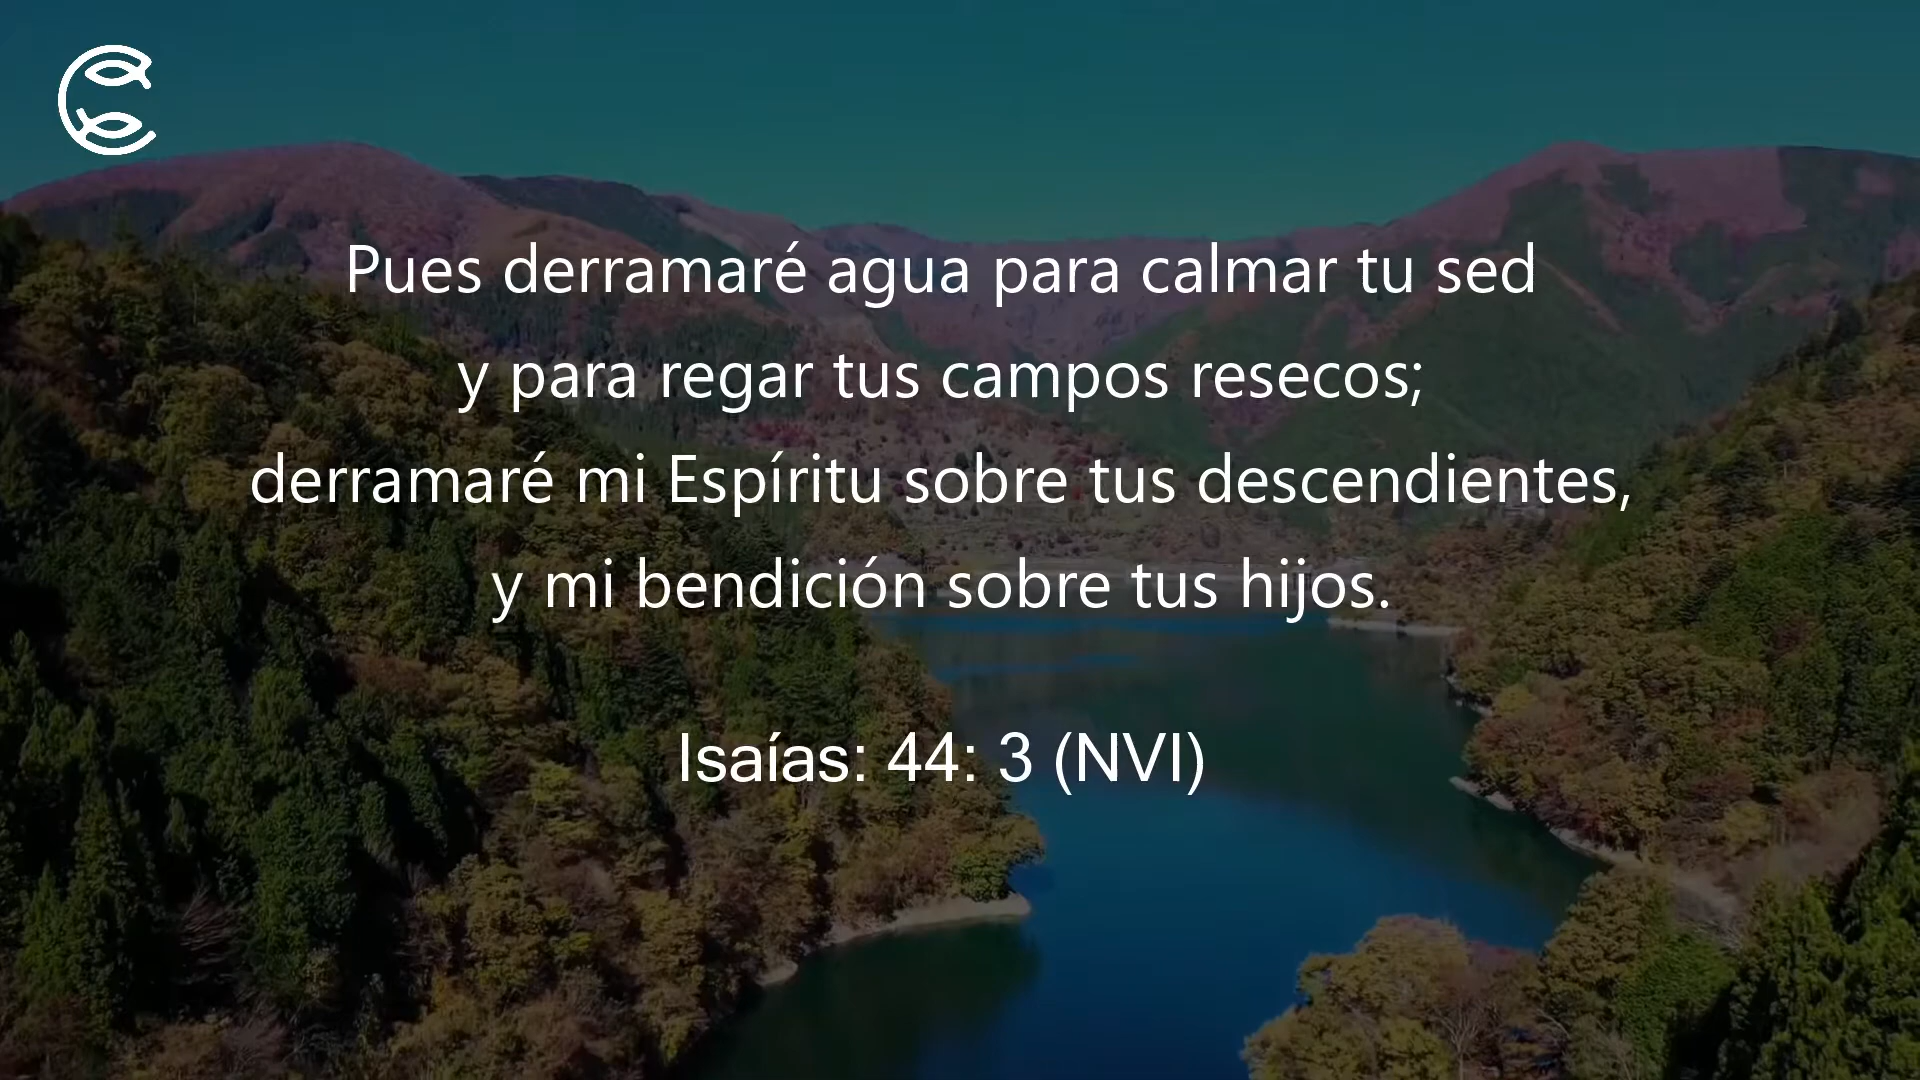 Pues derramaré agua para calmar tu sed
y para regar tus campos resecos;
derramaré mi Espíritu sobre tus descendientes,
y mi bendición sobre tus hijos.
Isaías: 44: 3 (NVI)